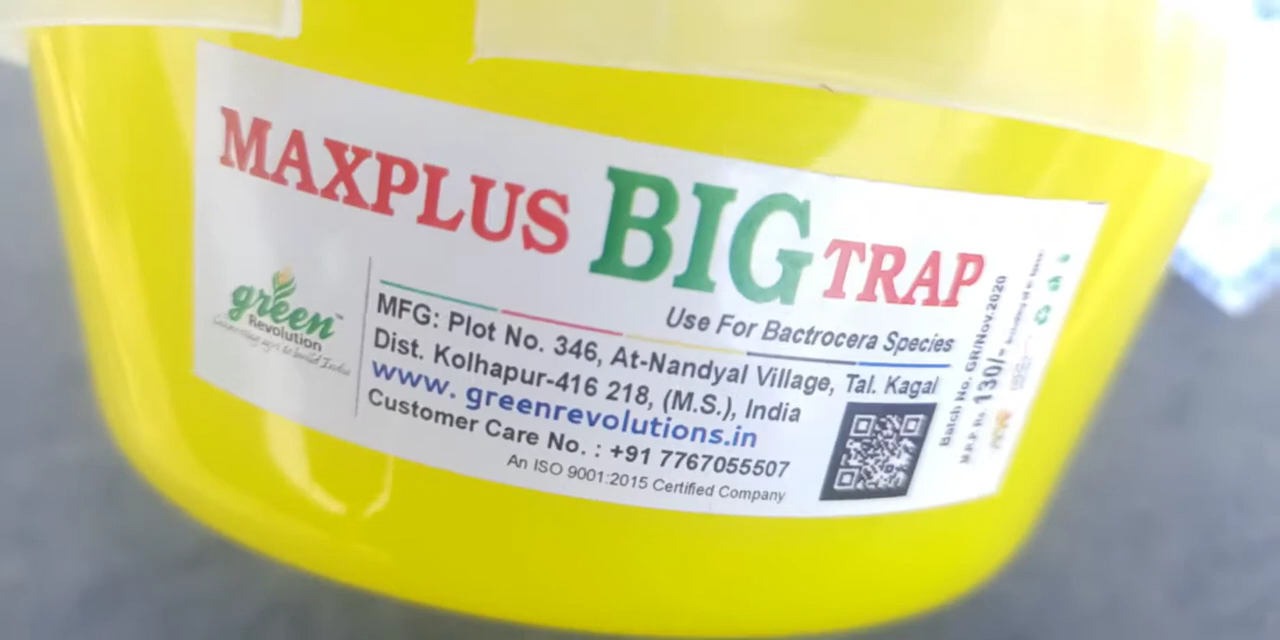 MAXPLUS BIG TRAP
Use For Bactrocera Species
green
Revolution
MFG: Plot No. 346, At-Nandyal Village, Tal. Kagal
Dist. Kolhapur-416 218, (M.S.), India
www. greenrevolutions.in
Customer Care No. : +91 7767055507
An ISO 9001:2015 Certified Company
Batch No. GR/Nov.2020
M.R.P. Rs. 130/-